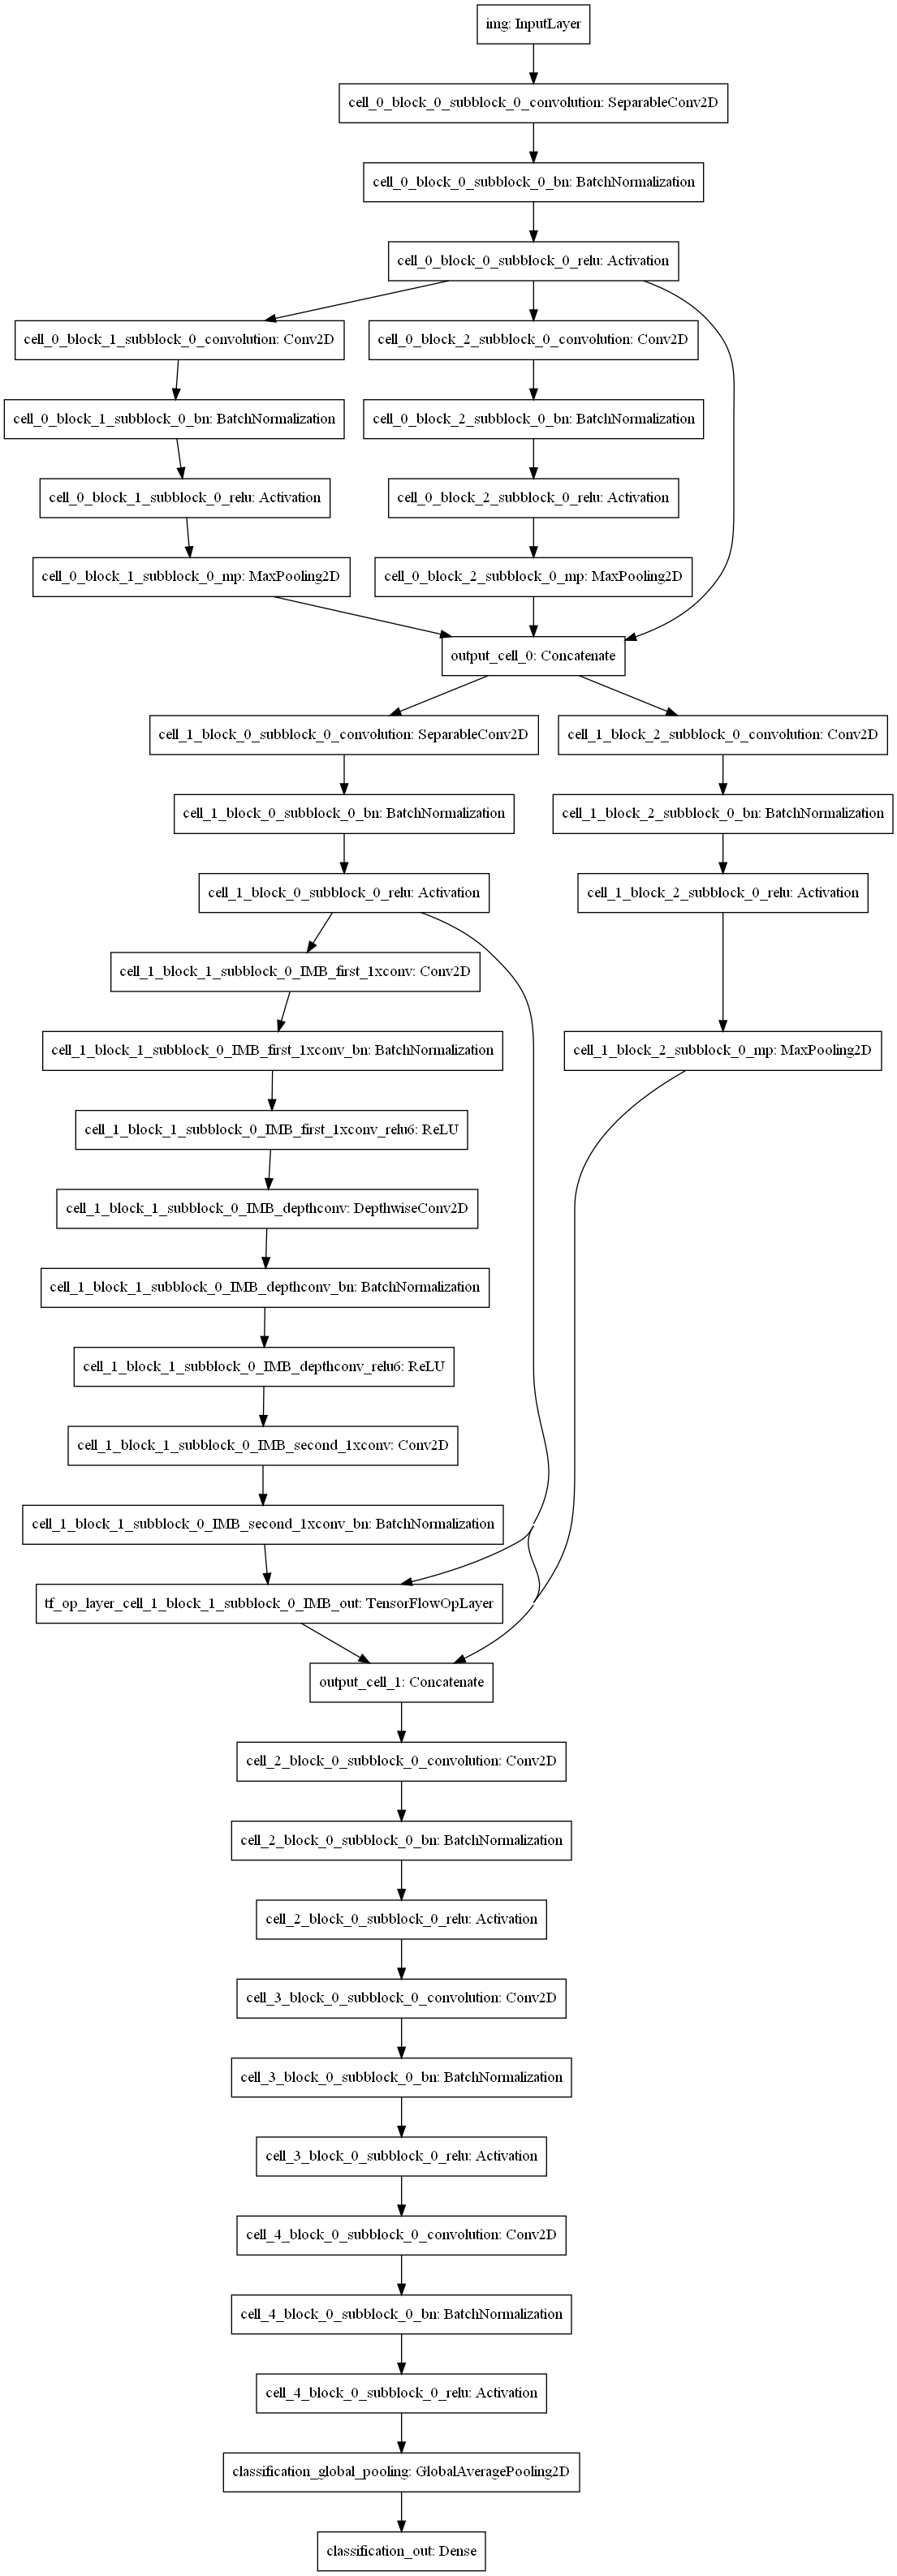 img: InputLayer
cell_0_block_0_subblock_0_convolution: SeparableConv2D
cell_0_block_0_subblock_0_bn: BatchNormalization
cell_0_block_0_subblock_0_relu: Activation
cell_0_block_1_subblock_0_convolution: Conv2D
cell_0_block_2_subblock_0_convolution: Conv2D
cell_0_block_1_subblock_0_bn: BatchNormalization
cell_0_block_2_subblock_0_bn: BatchNormalization
cell_0_block_1_subblock_0_relu: Activation
cell_0_block_2_subblock_0_relu: Activation
cell_0_block_1_subblock_0_mp: MaxPooling2D
cell_0_block_2_subblock_0_mp: MaxPooling2D
output_cell_0: Concatenate
cell_1_block_0_subblock_0_convolution: SeparableConv2D
cell_1_block_2_subblock_0_convolution: Conv2D
cell_1_block_0_subblock_0_bn: BatchNormalization
cell_1_block_2_subblock_0_bn: BatchNormalization
cell_1_block_0_subblock_0_relu: Activation
cell_1_block_2_subblock_0_relu: Activation
cell_1_block_1_subblock_0_IMB_first_1xconv: Conv2D
cell_1_block_1_subblock_0_IMB_first_1xconv_bn: BatchNormalization
cell_1_block_2_subblock_0_mp: MaxPooling2D
cell_1_block_1_subblock_0_IMB_first_1xconv_relu6: ReLU
cell_1_block_1_subblock_0_IMB_depthconv: DepthwiseConv2D
cell_1_block_1_subblock_0_IMB_depthconv_bn: BatchNormalization
cell_1_block_1_subblock_0_IMB_depthconv_relu6: ReLU
cell_1_block_1_subblock_0_IMB_second_1xconv: Conv2D
cell_1_block_1_subblock_0_IMB_second_1xconv_bn: BatchNormalization
tf_op_layer_cell_1_block_1_subblock_0_IMB_out: TensorFlowOpLayer
output_cell_1: Concatenate
cell_2_block_0_subblock_0_convolution: Conv2D
cell_2_block_0_subblock_0_bn: BatchNormalization
cell_2_block_0_subblock_0_relu: Activation
cell_3_block_0_subblock_0_convolution: Conv2D
cell_3_block_0_subblock_0_bn: BatchNormalization
cell_3_block_0_subblock_0_relu: Activation
cell_4_block_0_subblock_0_convolution: Conv2D
cell_4_block_0_subblock_0_bn: BatchNormalization
cell_4_block_0_subblock_0_relu: Activation
classification_global_pooling: GlobalAveragePooling2D
classification_out: Dense